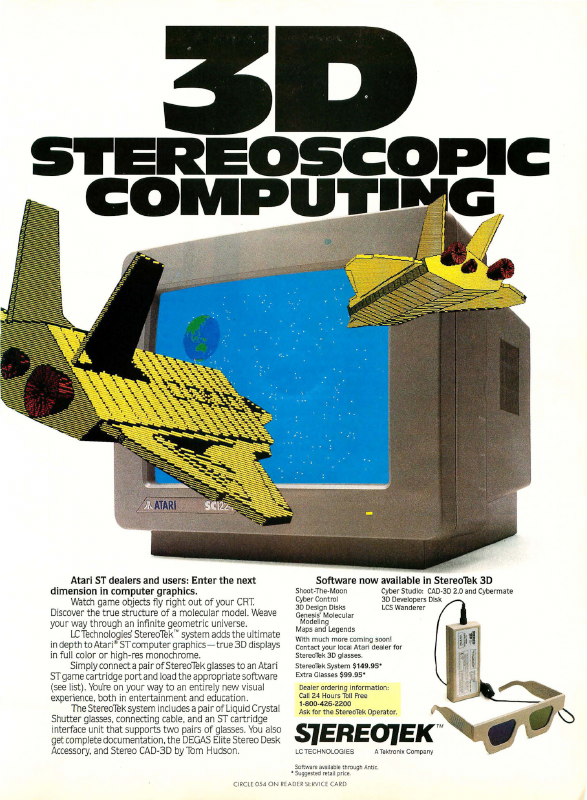 3D
STEREOSCOPIC
COMPUTING
ATARI SC122
Atari ST dealers and users: Enter the next
dimension in computer graphics.
Watch game objects fly right out of your CRT.
Discover the true structure of a molecular model. Weave
your way through an infinite geometric universe.
LC Technologies' StereoTek™ system adds the ultimate
in depth to Atari® ST computer graphics—true 3D displays
in full color or high-res monochrome.
Simply connect a pair of StereoTek glasses to an Atari
ST game cartridge port and load the appropriate software
(see list). You're on your way to an entirely new visual
experience, both in entertainment and education.
The StereoTek system includes a pair of Liquid Crystal
Shutter glasses, connecting cable, and an ST cartridge
interface unit that supports two pairs of glasses. You also
get complete documentation, the DEGAS Elite Stereo Desk
Accessory, and Stereo CAD-3D by Tom Hudson.
Software now available in StereoTek 3D
Shoot-The-Moon
Cyber Control
3D Design Disks
Genesis' Molecular
Modeling
Maps and Legends
Cyber Studio: CAD-3D 2.0 and Cybermate
3D Developers Disk
LCS Wanderer
With much more coming soon!
Contact your local Atari dealer for
StereoTek 3D glasses.
StereoTek System $149.95*
Extra Glasses $99.95*
Dealer ordering information:
Call 24 Hours Toll Free
1-800-426-2200
Ask for the StereoTek Operator.
STEREOTEK™
LC TECHNOLOGIES A Tektronix Company
Software available through Antic.
* Suggested retail price.
CIRCLE 054 ON READER SERVICE CARD